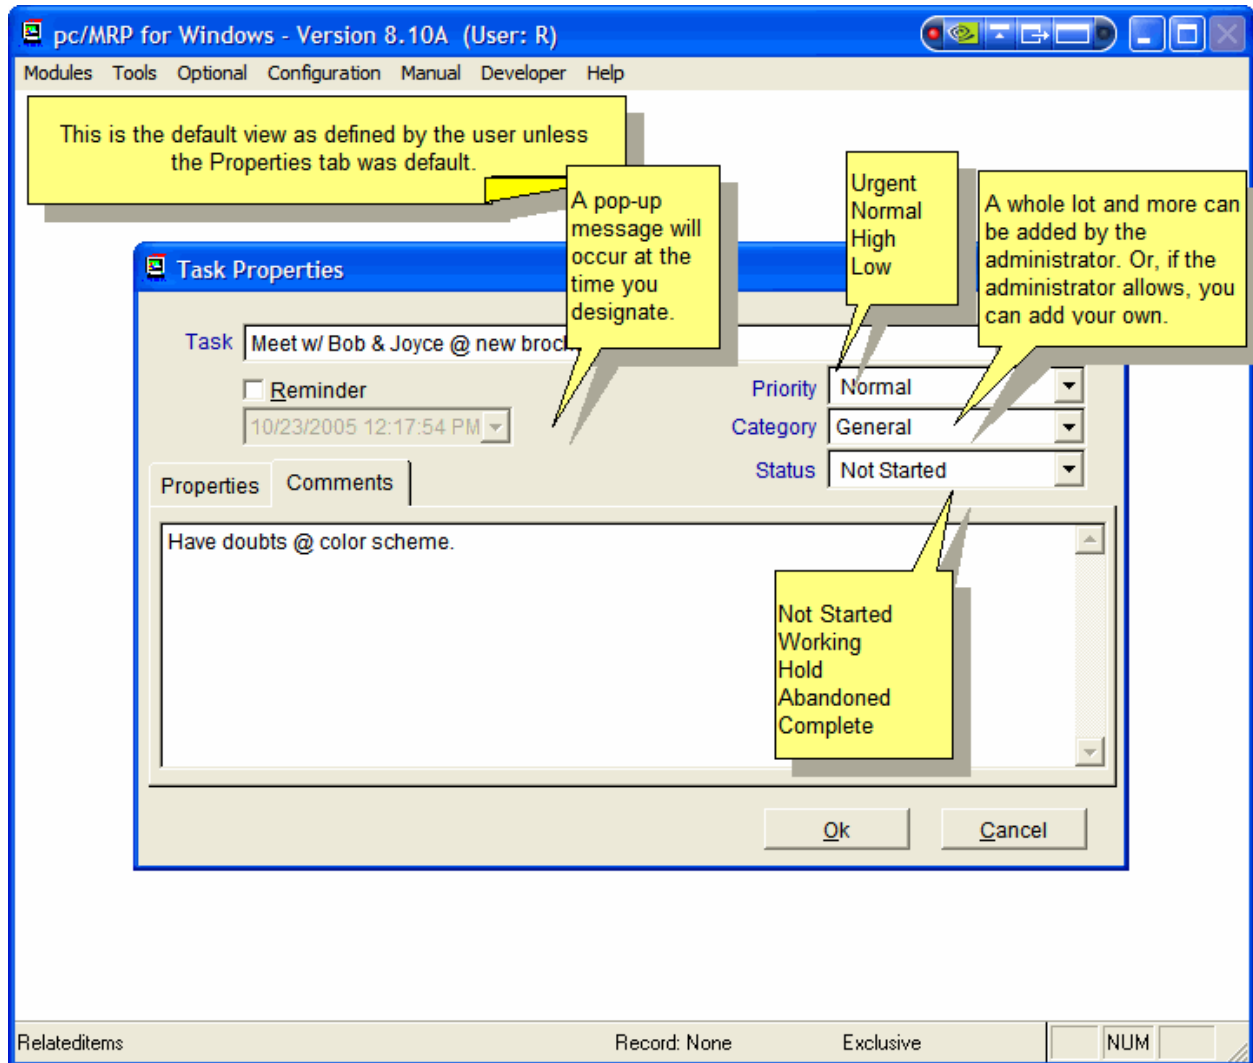 pc/MRP for Windows - Version 8.10A (User: R)
Modules Tools Optional Configuration Manual Developer Help
This is the default view as defined by the user unless
the Properties tab was default.
A pop-up
message will
occur at the
time you
designate.
Urgent
Normal
High
Low
A whole lot and more can
be added by the
administrator. Or, if the
administrator allows, you
can add your own.
Task Properties
Task Meet w/ Bob & Joyce @ new
Reminder
10/23/2005 12:17:54 PM
Priority Normal
Category General
Status Not Started
Properties Comments
Have doubts @ color scheme.
Not Started
Working
Hold
Abandoned
Complete
Ok Cancel
Relateditems Record: None Exclusive NUM